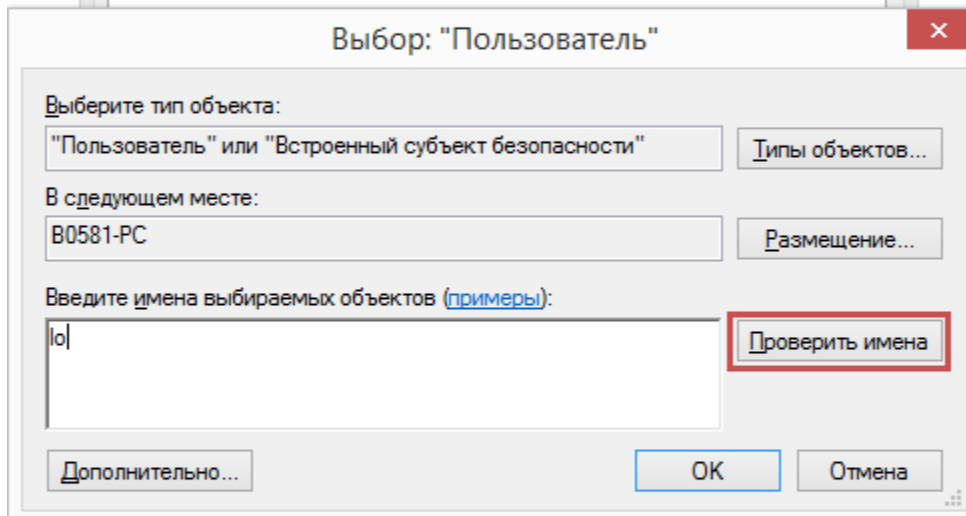 Выбор: "Пользователь"
Выберите тип объекта:
"Пользователь" или "Встроенный субъект безопасности"
Типы объектов...
В следующем месте:
B0581-PC
Размещение...
Введите имена выбираемых объектов (примеры):
lo
Проверить имена
Дополнительно...
OK
Отмена